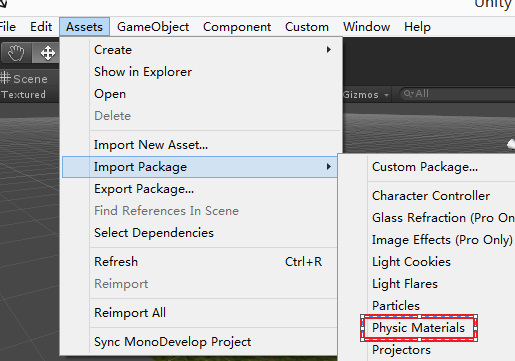 Unity
File Edit Assets GameObject Component Custom Window Help
Scene
Textured
Gizmos
All
Create
Show in Explorer
Open
Delete
Import New Asset...
Import Package
Export Package...
Find References In Scene
Select Dependencies
Refresh Ctrl+R
Reimport
Reimport All
Sync MonoDevelop Project
Custom Package...
Character Controller
Glass Refraction (Pro On
Image Effects (Pro Only)
Light Cookies
Light Flares
Particles
Physic Materials
Projectors